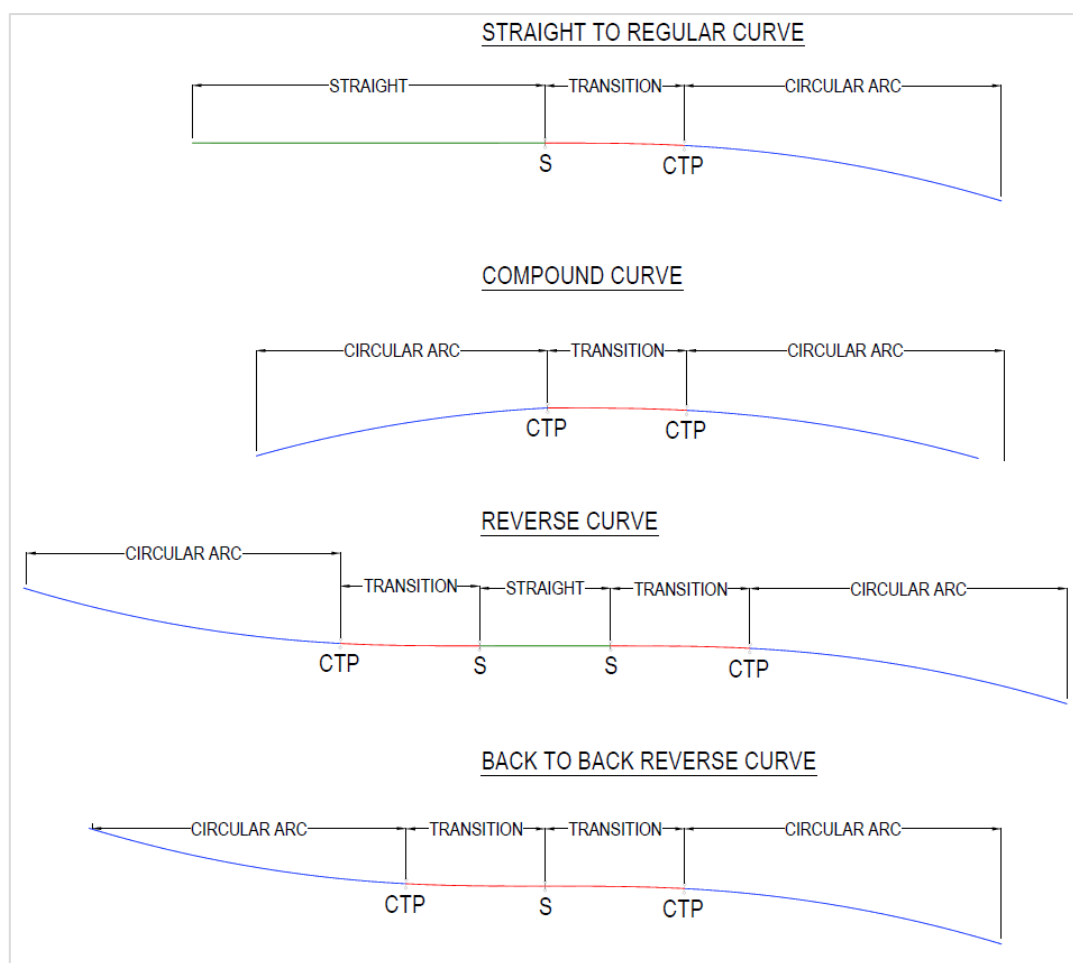 STRAIGHT TO REGULAR CURVE
STRAIGHT TRANSITION CIRCULAR ARC
S CTP
COMPOUND CURVE
CIRCULAR ARC TRANSITION CIRCULAR ARC
CTP CTP
REVERSE CURVE
CIRCULAR ARC
TRANSITION STRAIGHT TRANSITION CIRCULAR ARC
CTP S S CTP
BACK TO BACK REVERSE CURVE
CIRCULAR ARC TRANSITION TRANSITION CIRCULAR ARC
CTP S CTP